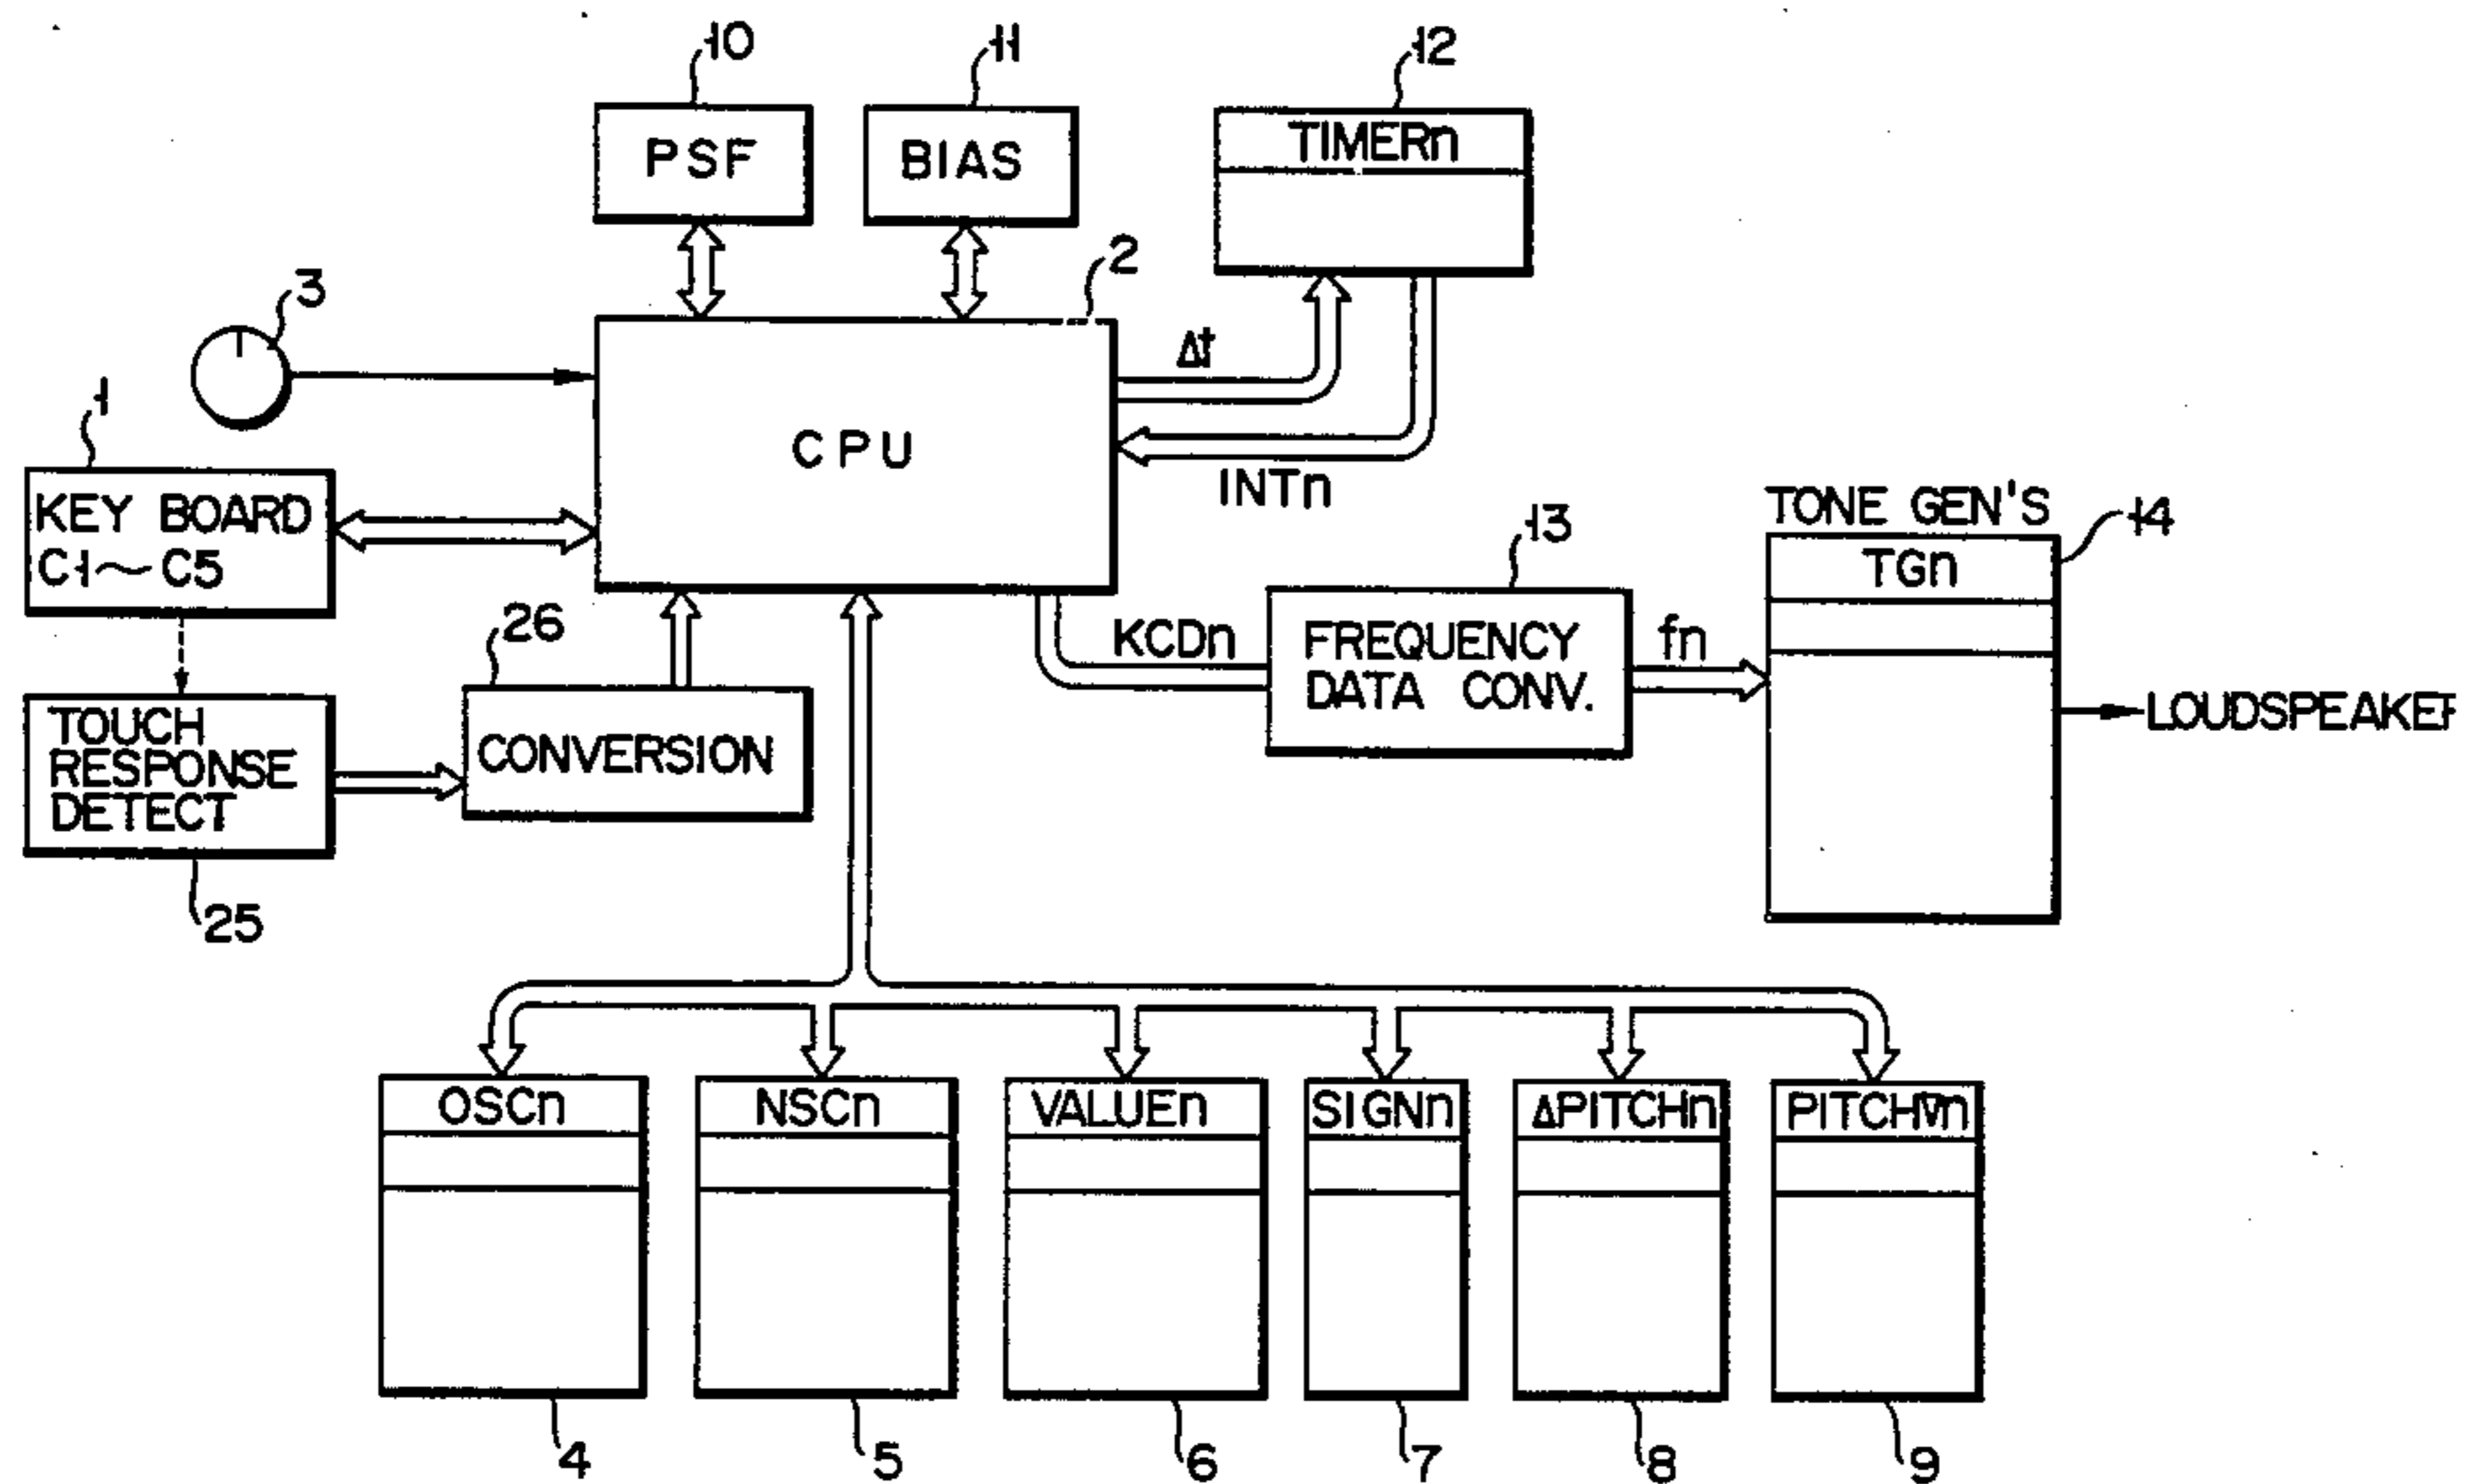 10
11
12
PSF
BIAS
TIMERn
2
3
Δt
CPU
1
INTn
KEY BOARD
C1~C5
TONE GEN'S
14
13
TGn
26
KCDn
FREQUENCY
DATA CONV.
fn
TOUCH
RESPONSE
DETECT
CONVERSION
LOUDSPEAKER
25
OSCn
NSCn
VALUEn
SIGNn
ΔPITCHn
4
5
6
7
8
9